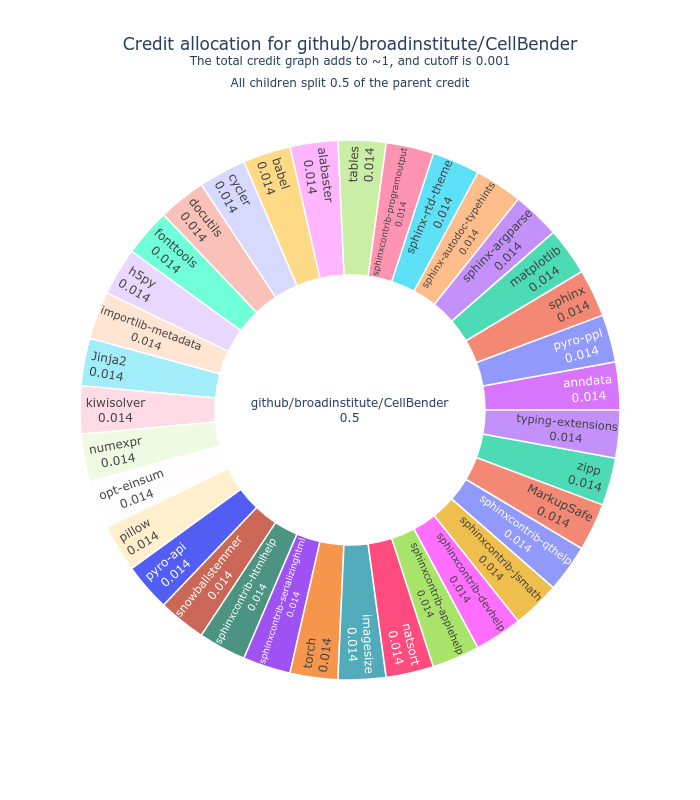 Credit allocation for github/broadinstitute/CellBender
The total credit graph adds to ~1, and cutoff is 0.001
All children split 0.5 of the parent credit
github/broadinstitute/CellBender
0.5
tables
0.014
sphinxcontrib-programoutput
0.014
sphinx-rtd-theme
0.014
sphinx-autodoc-typehints
0.014
sphinx-argparse
0.014
matplotlib
0.014
sphinx
0.014
pyro-ppl
0.014
anndata
0.014
typing-extensions
0.014
zipp
0.014
MarkupSafe
0.014
sphinxcontrib-qthelp
0.014
sphinxcontrib-jsmath
0.014
sphinxcontrib-devhelp
0.014
sphinxcontrib-applehelp
0.014
natsort
0.014
imagesize
0.014
torch
0.014
sphinxcontrib-serializinghtml
0.014
sphinxcontrib-htmlhelp
0.014
snowballstemmer
0.014
pyro-api
0.014
pillow
0.014
opt-einsum
0.014
numexpr
0.014
kiwisolver
0.014
Jinja2
0.014
importlib-metadata
0.014
h5py
0.014
fonttools
0.014
docutils
0.014
cycler
0.014
babel
0.014
alabaster
0.014